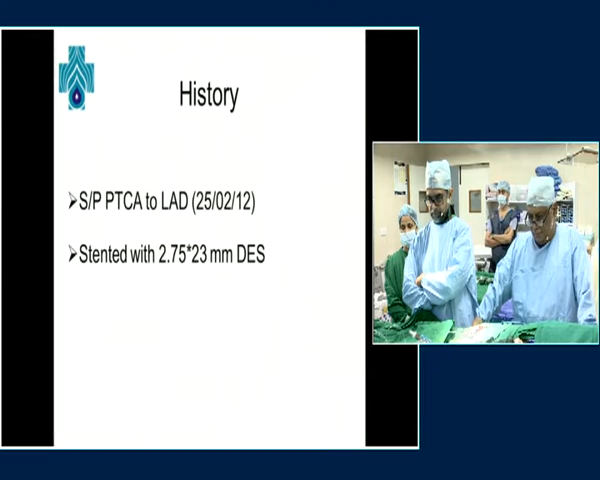 History
➢S/P PTCA to LAD (25/02/12)
➢Stented with 2.75*23 mm DES